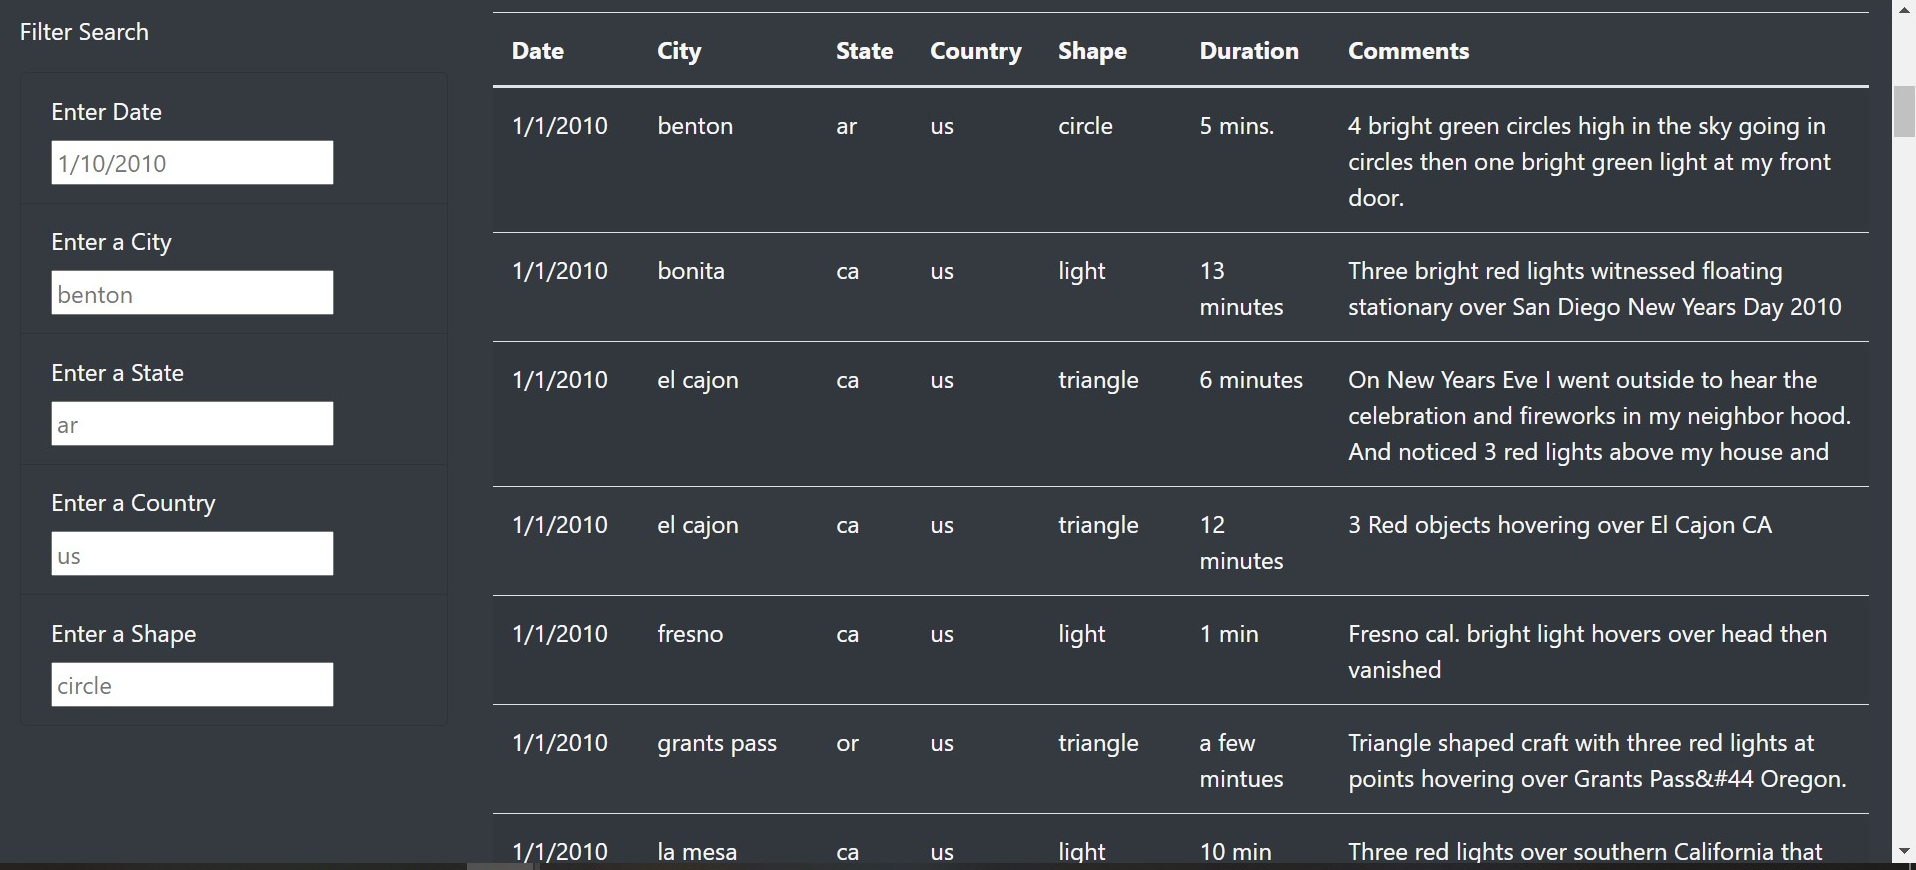 Filter Search
Enter Date
1/10/2010
Enter a City
benton
Enter a State
ar
Enter a Country
us
Enter a Shape
circle
Date City State Country Shape Duration Comments
1/1/2010 benton ar us circle 5 mins. 4 bright green circles high in the sky going in
circles then one bright green light at my front
door.
1/1/2010 bonita ca us light 13 Three bright red lights witnessed floating
minutes stationary over San Diego New Years Day 2010
1/1/2010 el cajon ca us triangle 6 minutes On New Years Eve I went outside to hear the
celebration and fireworks in my neighbor hood.
And noticed 3 red lights above my house and
1/1/2010 el cajon ca us triangle 12 3 Red objects hovering over El Cajon CA
minutes
1/1/2010 fresno ca us light 1 min Fresno cal. bright light hovers over head then
vanished
1/1/2010 grants pass or us triangle a few Triangle shaped craft with three red lights at
mintues points hovering over Grants Pass&#44 Oregon.
1/1/2010 la mesa ca us light 10 min Three red lights over southern California that